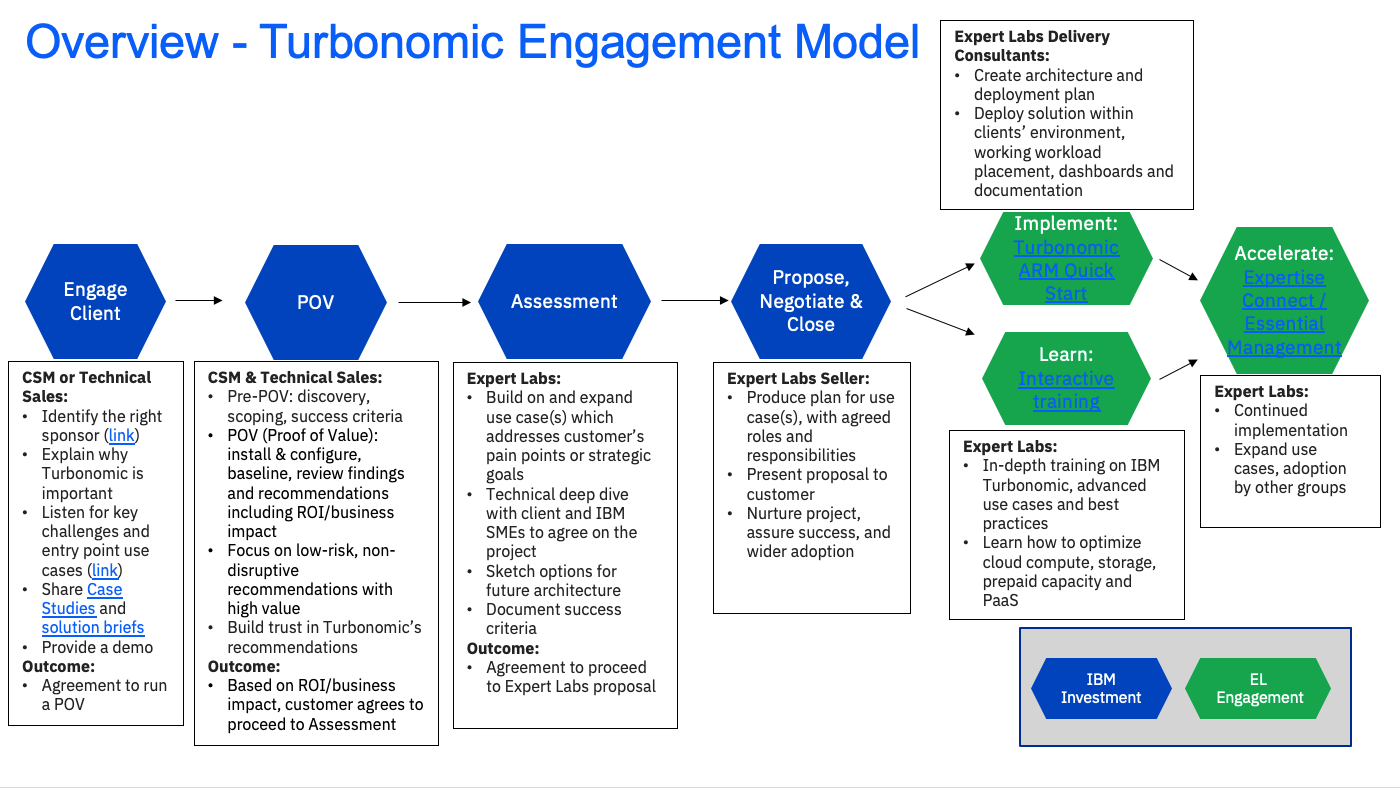 Overview - Turbonomic Engagement Model
Expert Labs Delivery
Consultants:
• Create architecture and
deployment plan
• Deploy solution within
clients’ environment,
working workload
placement, dashboards and
documentation
Engage
Client
POV
Assessment
Propose,
Negotiate &
Close
Implement:
Turbonomic
ARM Quick
Start
Learn:
Interactive
training
Accelerate:
Expertise
Connect /
Essential
Management
CSM or Technical
Sales:
• Identify the right
sponsor (link)
• Explain why
Turbonomic is
important
• Listen for key
challenges and
entry point use
cases (link)
• Share Case
Studies and
solution briefs
• Provide a demo
Outcome:
• Agreement to run
a POV
CSM & Technical Sales:
• Pre-POV: discovery,
scoping, success criteria
• POV (Proof of Value):
install & configure,
baseline, review findings
and recommendations
including ROI/business
impact
• Focus on low-risk, non-
disruptive
recommendations with
high value
• Build trust in Turbonomic’s
recommendations
Outcome:
• Based on ROI/business
impact, customer agrees to
proceed to Assessment
Expert Labs:
• Build on and expand
use case(s) which
addresses customer’s
pain points or strategic
goals
• Technical deep dive
with client and IBM
SMEs to agree on the
project
• Sketch options for
future architecture
• Document success
criteria
Outcome:
• Agreement to proceed
to Expert Labs proposal
Expert Labs Seller:
• Produce plan for use
case(s), with agreed
roles and
responsibilities
• Present proposal to
customer
• Nurture project,
assure success, and
wider adoption
Expert Labs:
• In-depth training on IBM
Turbonomic, advanced
use cases and best
practices
• Learn how to optimize
cloud compute, storage,
prepaid capacity and
PaaS
Expert Labs:
• Continued
implementation
• Expand use
cases, adoption
by other groups
IBM
Investment
EL
Engagement